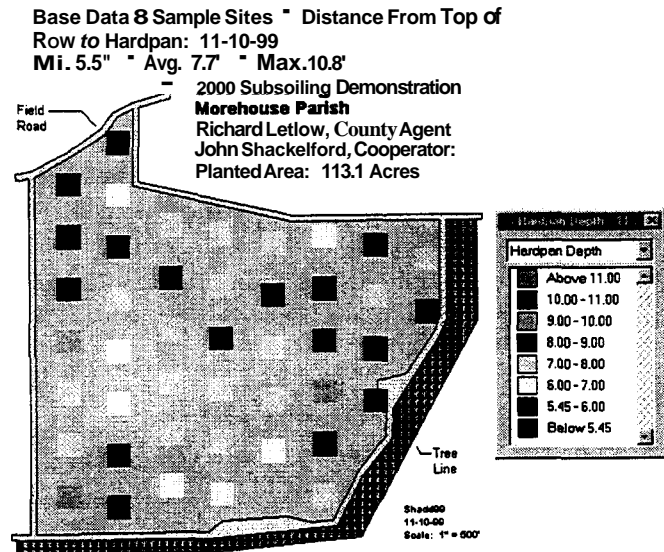 Base Data 8 Sample Sites - Distance From Top of
Row to Hardpan: 11-10-99
Mi. 5.5" - Avg. 7.7' - Max.10.8'
2000 Subsoiling Demonstration
Morehouse Parish
Richard Letlow, County Agent
John Shackelford, Cooperator:
Planted Area: 113.1 Acres
Field
Road
Hardpan Depth
Hardpen Depth
Above 11.00
10.00 - 11.00
9.00 - 10.00
8.00 - 9.00
7.00 - 8.00
6.00 - 7.00
5.45 - 6.00
Below 5.45
Tree
Line
11-10-99
Scale: 1" = 600'